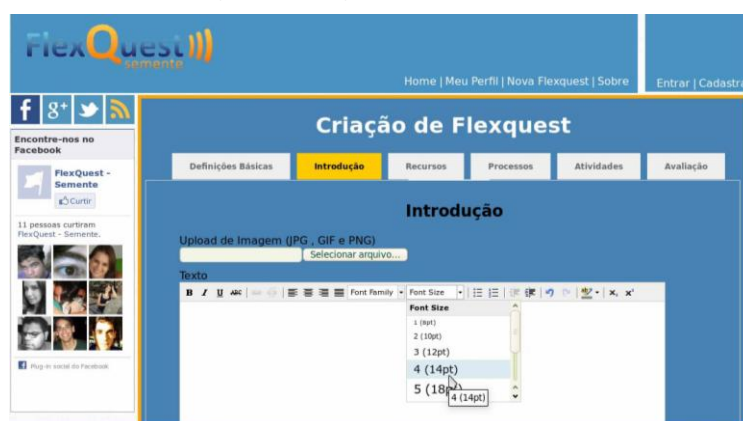 FlexQuest
semente
Home | Meu Perfil | Nova Flexquest | Sobre
Entrar | Cadastra
Encontre-nos no
Facebook
FlexQuest -
Semente
Curtir
11 pessoas curtiram
FlexQuest - Semente.
Plug-in social do Facebook
Criação de Flexquest
Definições Básicas Introdução Recursos Processos Atividades Avaliação
Introdução
Upload de Imagem (JPG , GIF e PNG)
Selecionar arquivo...
Texto
B I U ABC Font Family Font Size
Font Size
1 (8pt)
2 (10pt)
3 (12pt)
4 (14pt)
5 (18pt)
4 (14pt)